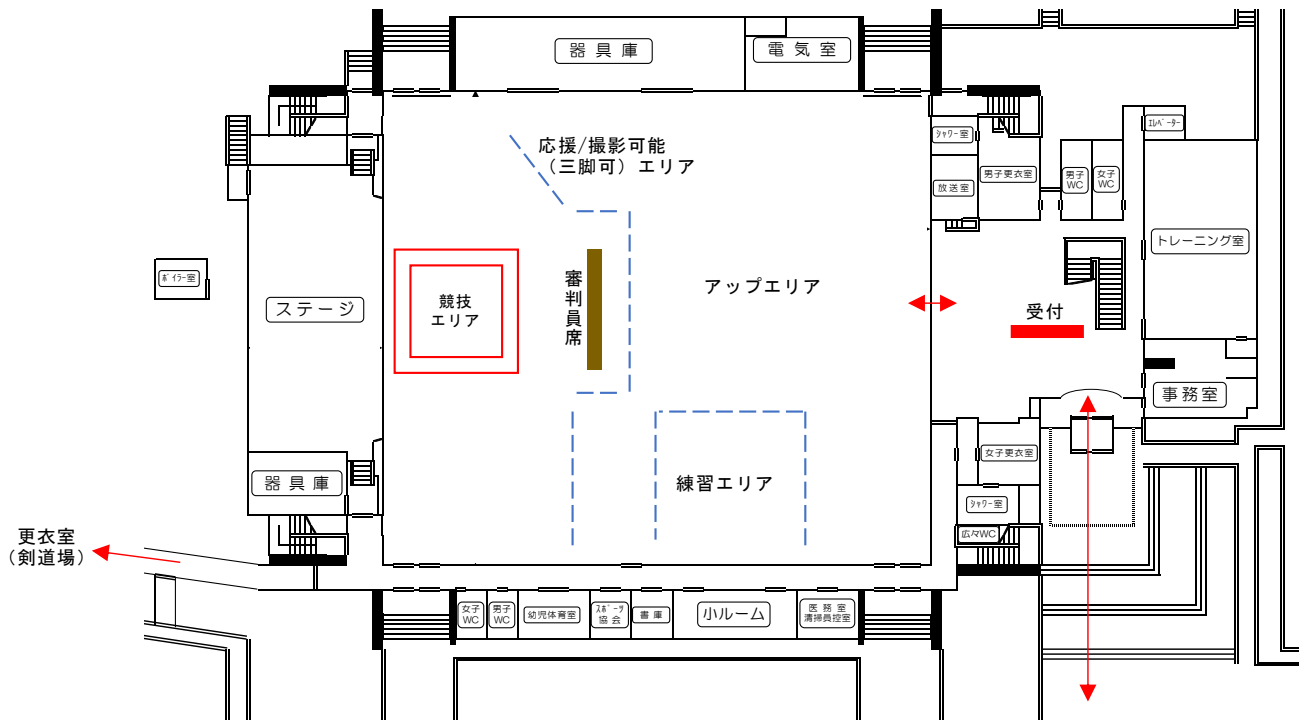 器具庫
電気室
応援/撮影可能
（三脚可）エリア
シャワー室
男子更衣室
放送室
男子
WC
女子
WC
エレベーター
トレーニング室
ボイラー室
ステージ
競技
エリア
審判員席
アップエリア
受付
事務室
器具庫
練習エリア
女子更衣室
シャワー室
広々WC
更衣室
（剣道場）
女子
WC
男子
WC
幼児体育室
スポーツ
協会
書庫
小ルーム
医務室
清掃員控室